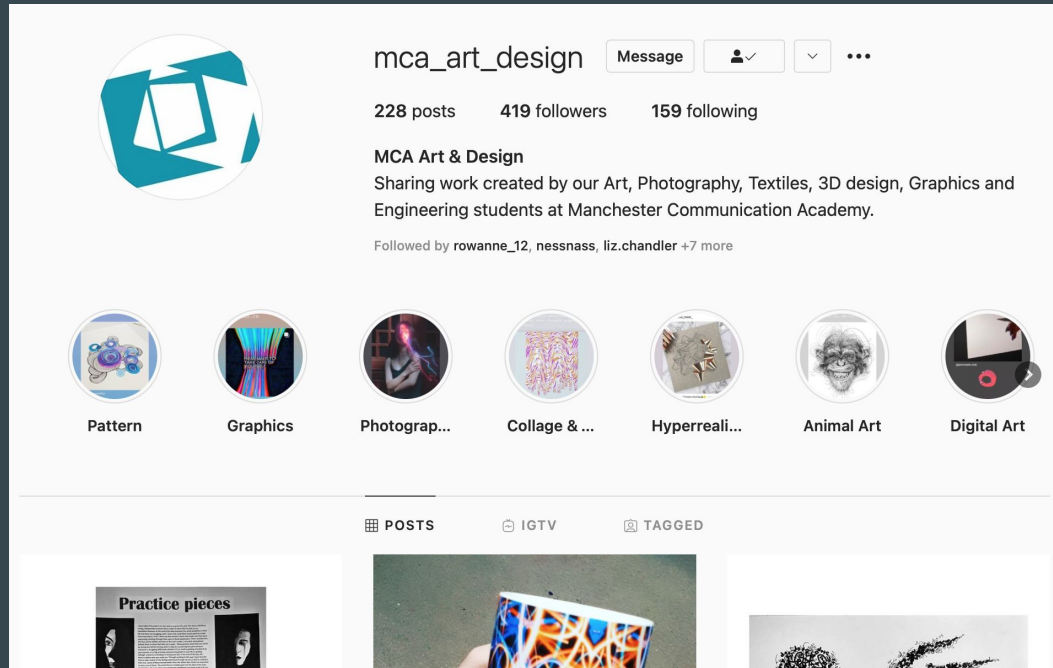 mca_art_design Message
228 posts 419 followers 159 following
MCA Art & Design
Sharing work created by our Art, Photography, Textiles, 3D design, Graphics and
Engineering students at Manchester Communication Academy.
Followed by rowanne_12, nessnass, liz.chandler +7 more
Pattern Graphics Photograp... Collage & ... Hyperreali... Animal Art Digital Art
POSTS IGTV TAGGED
Practice pieces